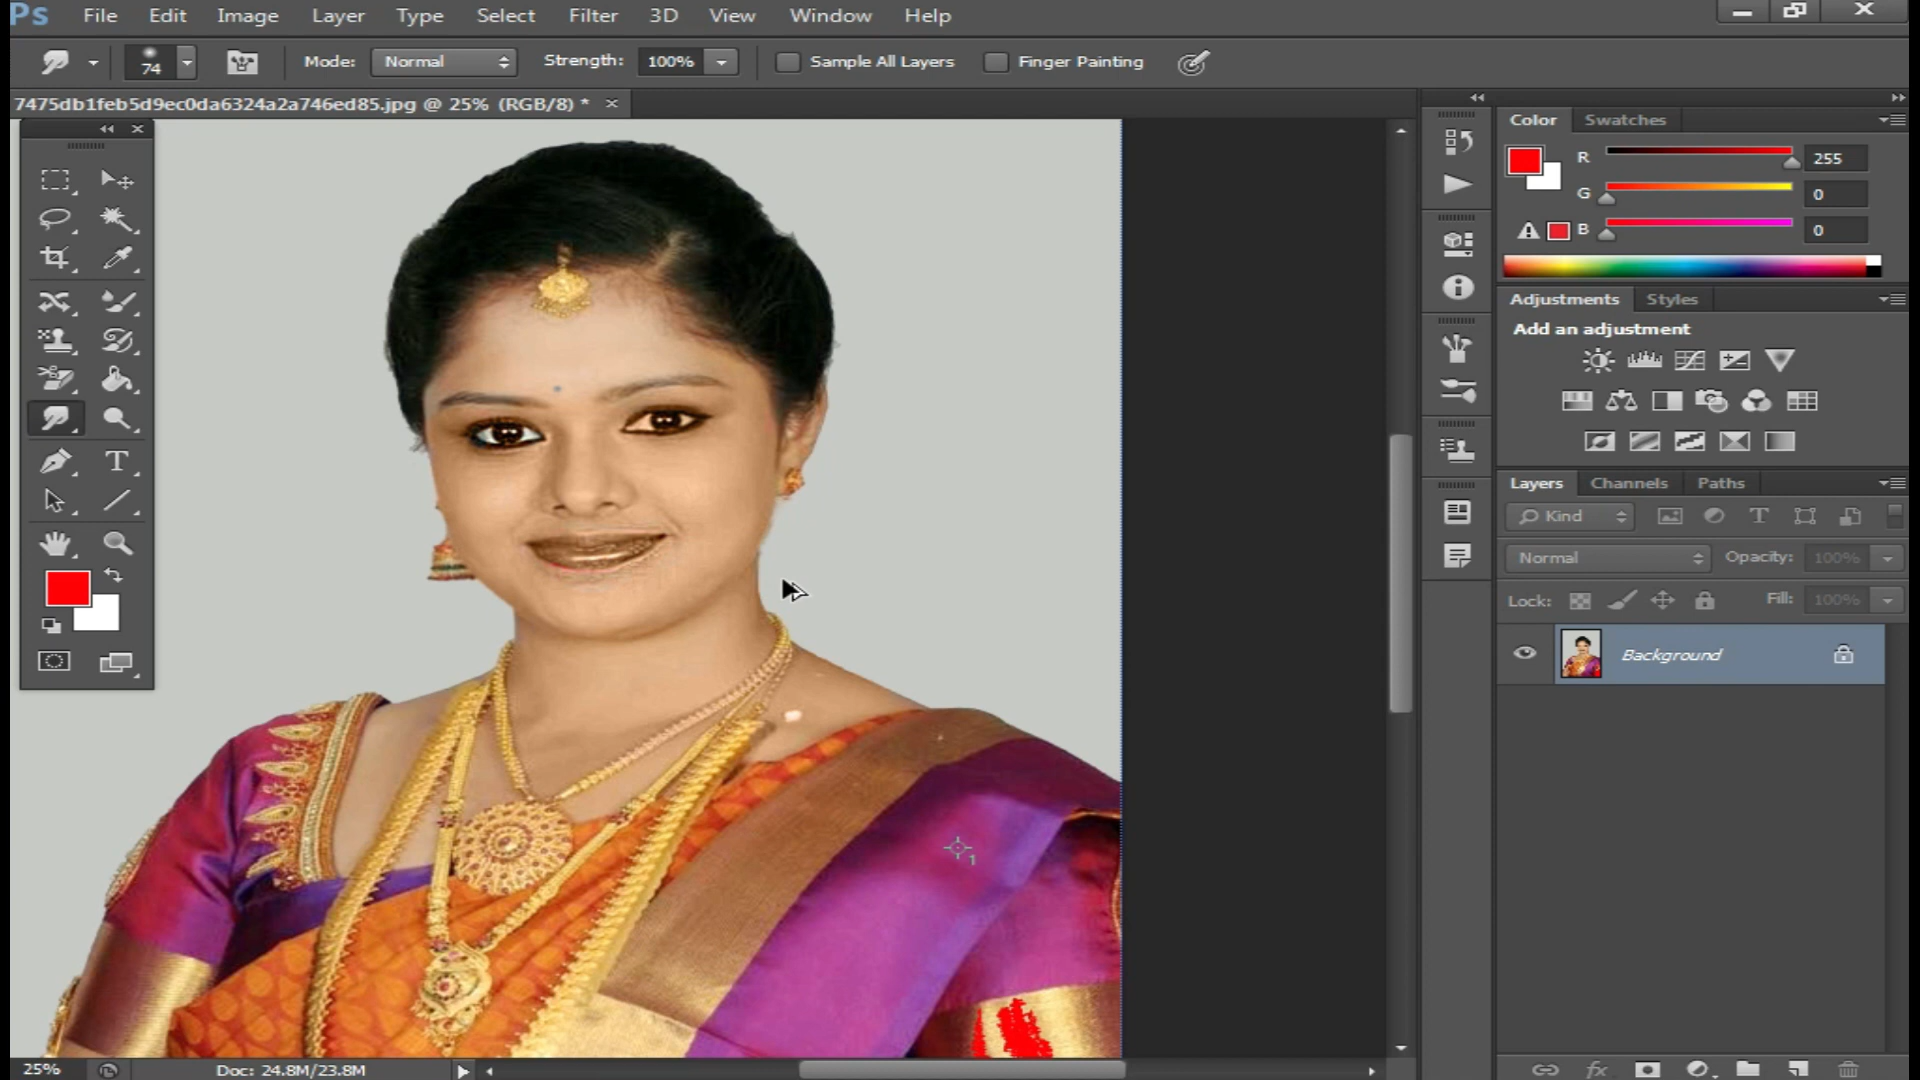 Ps File Edit Image Layer Type Select Filter 3D View Window Help
74 Mode: Normal Strength: 100% Sample All Layers Finger Painting
7475db1feb5d9ec0da6324a2a746ed85.jpg @ 25% (RGB/8) * ×
Color Swatches
R 255
G 0
B 0
Adjustments Styles
Add an adjustment
Layers Channels Paths
Kind
Normal Opacity: 100%
Lock: Fill: 100%
Background
1
25% Doc: 24.8M/23.8M